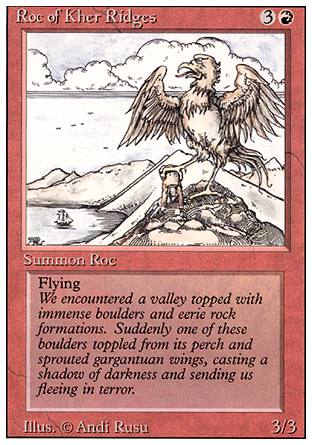 Roc of Kher Ridges 3
Summon Roc
Flying
We encountered a valley topped with
immense boulders and eerie rock
formations. Suddenly one of these
boulders toppled from its perch and
sprouted gargantuan wings, casting a
shadow of darkness and sending us
fleeing in terror.
Illus. © Andi Rusu 3/3